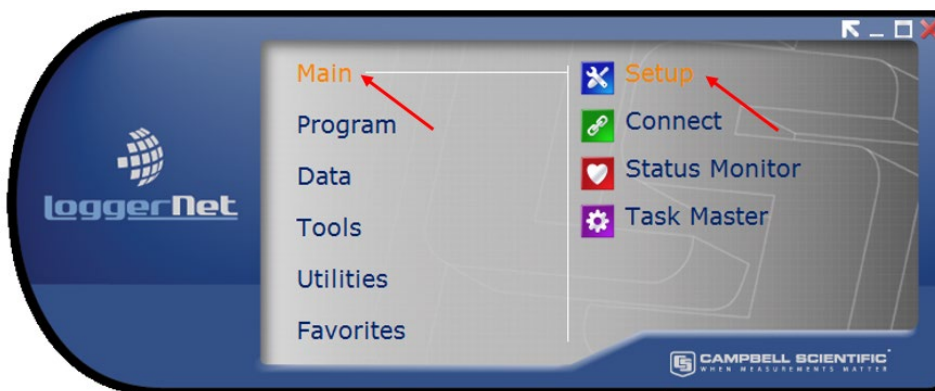 Main
Program
Data
Tools
Utilities
Favorites
Setup
Connect
Status Monitor
Task Master
LoggerNet
CAMPBELL SCIENTIFIC
WHEN MEASUREMENTS MATTER